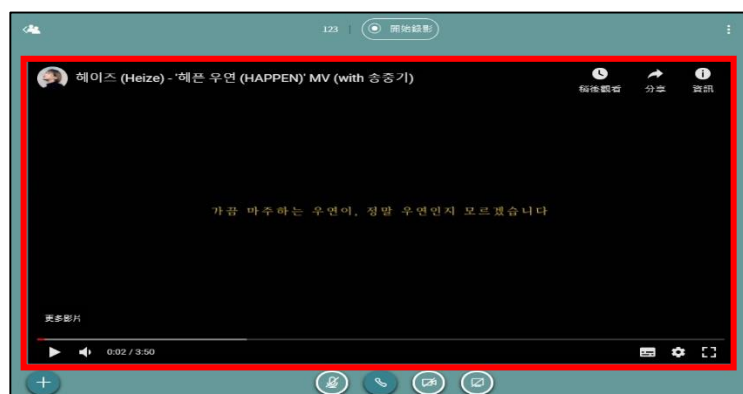 123 | 開始錄影
헤이즈 (Heize) - '헤픈 우연 (HAPPEN)' MV (with 송중기)
稍後觀看 分享 資訊
가끔 마주하는 우연이, 정말 우연인지 모르겠습니다
更多影片
0:02 / 3:50